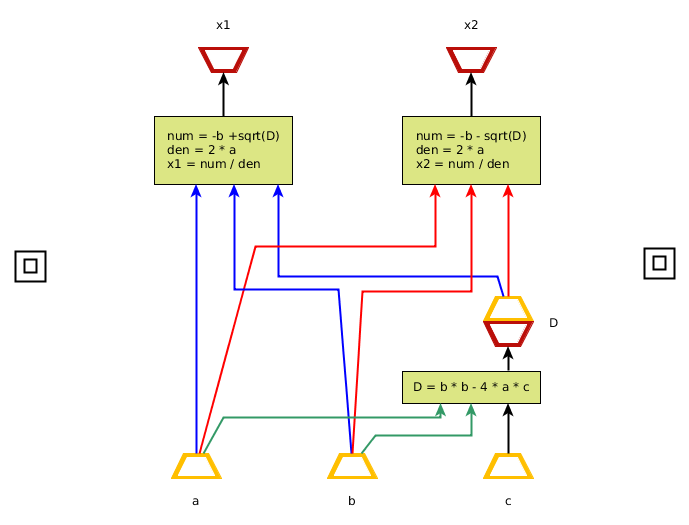 x1
x2
num = -b +sqrt(D)
den = 2 * a
x1 = num / den
num = -b - sqrt(D)
den = 2 * a
x2 = num / den
D
D = b * b - 4 * a * c
a
b
c